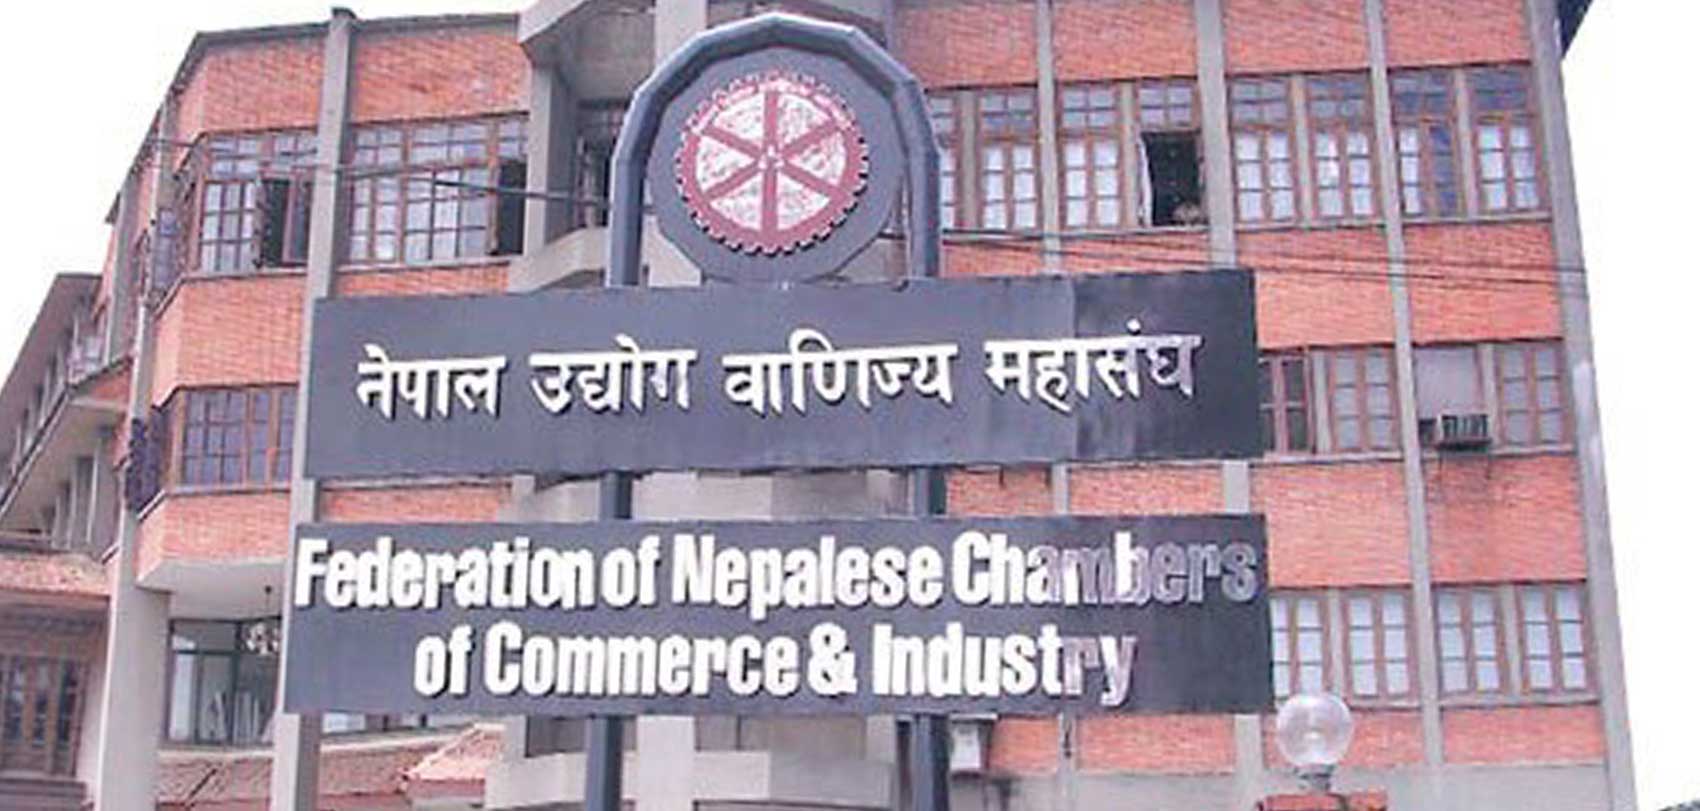 नेपाल उद्योग वाणिज्य महासंघ
Federation of Nepalese Chambers
of Commerce & Industry